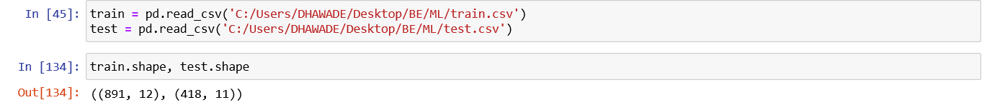 In [45]: train = pd.read_csv('C:/Users/DHAWADE/Desktop/BE/ML/train.csv')
test = pd.read_csv('C:/Users/DHAWADE/Desktop/BE/ML/test.csv')
In [134]: train.shape, test.shape
Out[134]: ((891, 12), (418, 11))